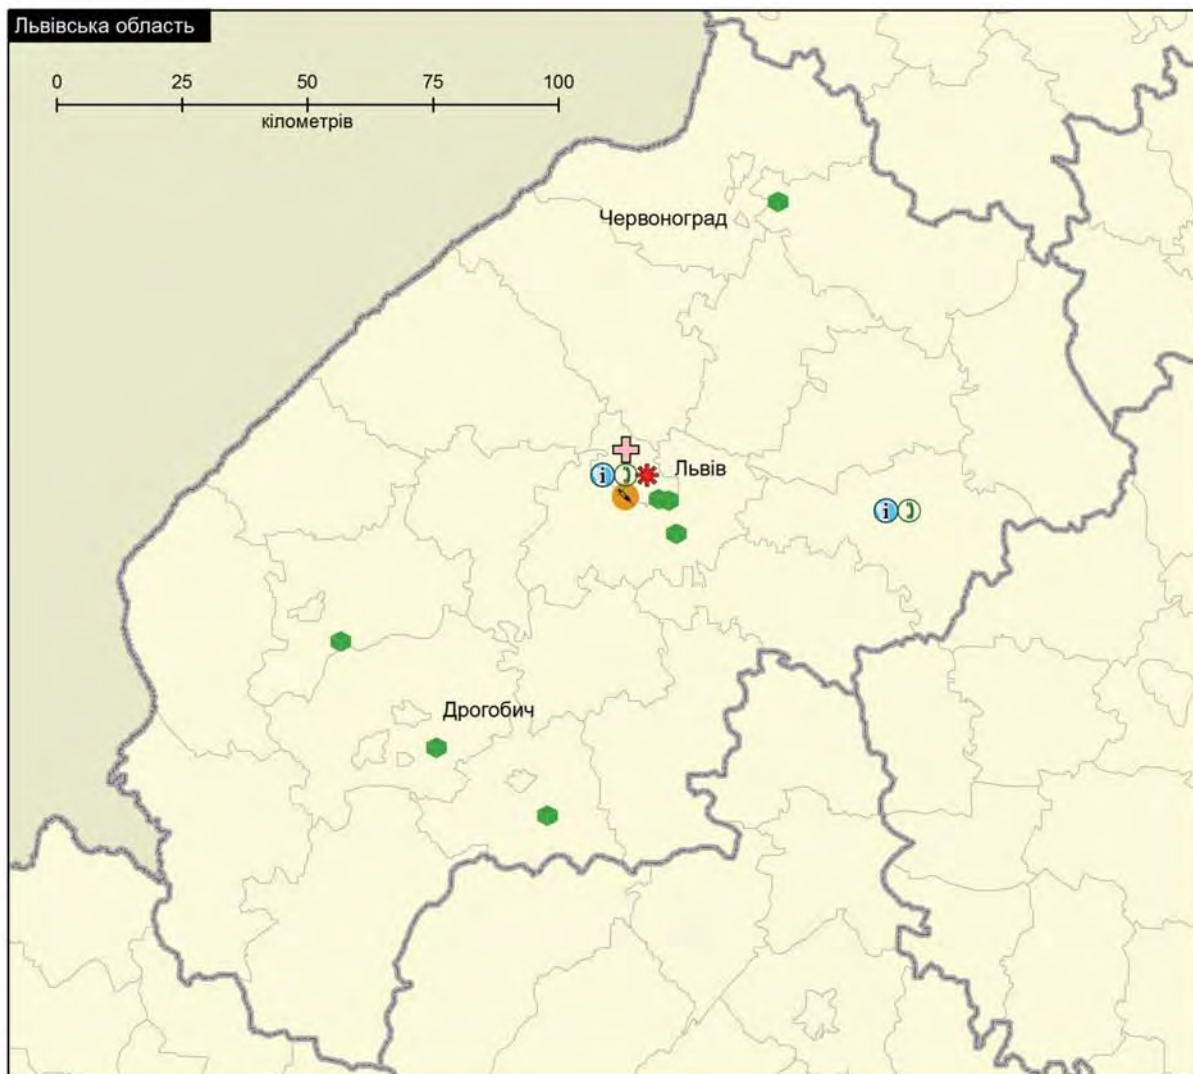 Львівська область
0 25 50 75 100
кілометрів
Червоноград
Львів
Дрогобич